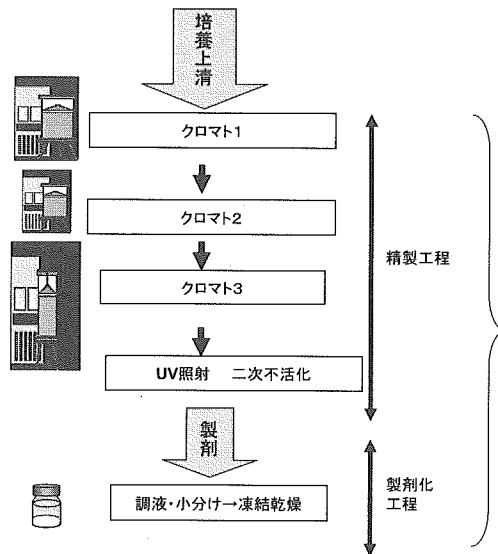 培養上清
クロマト1
クロマト2
クロマト3
精製工程
UV照射 二次不活化
製剤
製剤化
工程
調液・小分け→凍結乾燥